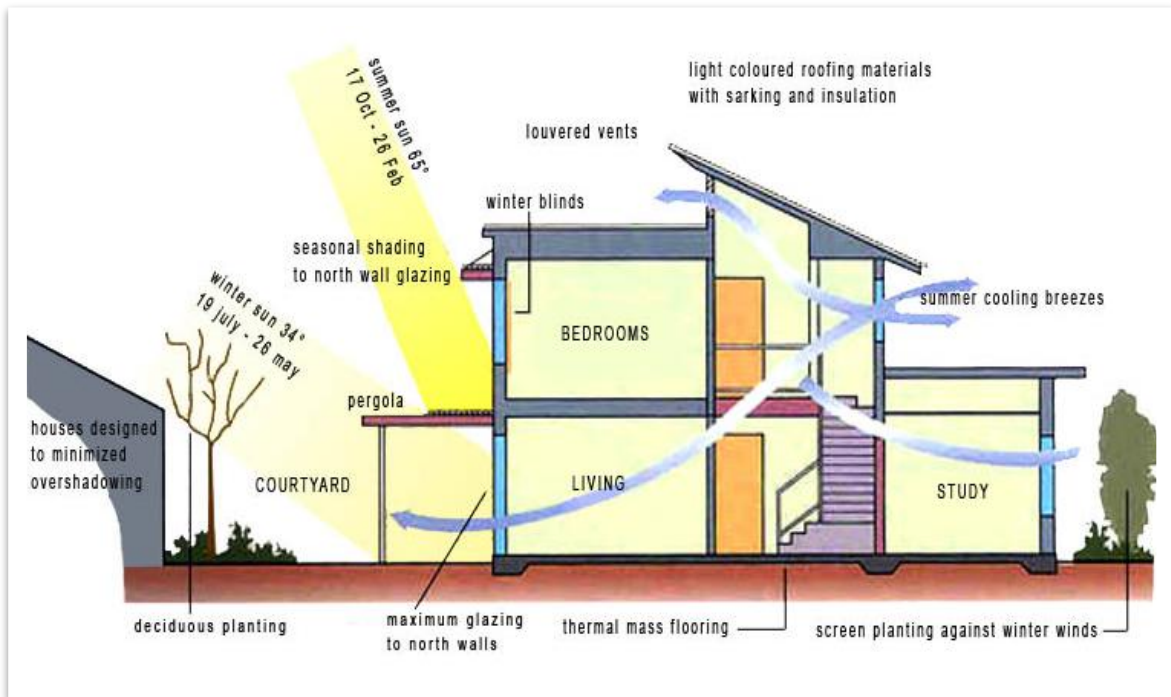 summer sun 65°
17 Oct - 26 Feb
light coloured roofing materials
with sarking and insulation
louvered vents
winter blinds
seasonal shading
to north wall glazing
winter sun 34°
19 july - 26 may
summer cooling breezes
BEDROOMS
pergola
houses designed
to minimized
overshadowing
COURTYARD
LIVING
STUDY
deciduous planting
maximum glazing
to north walls
thermal mass flooring
screen planting against winter winds